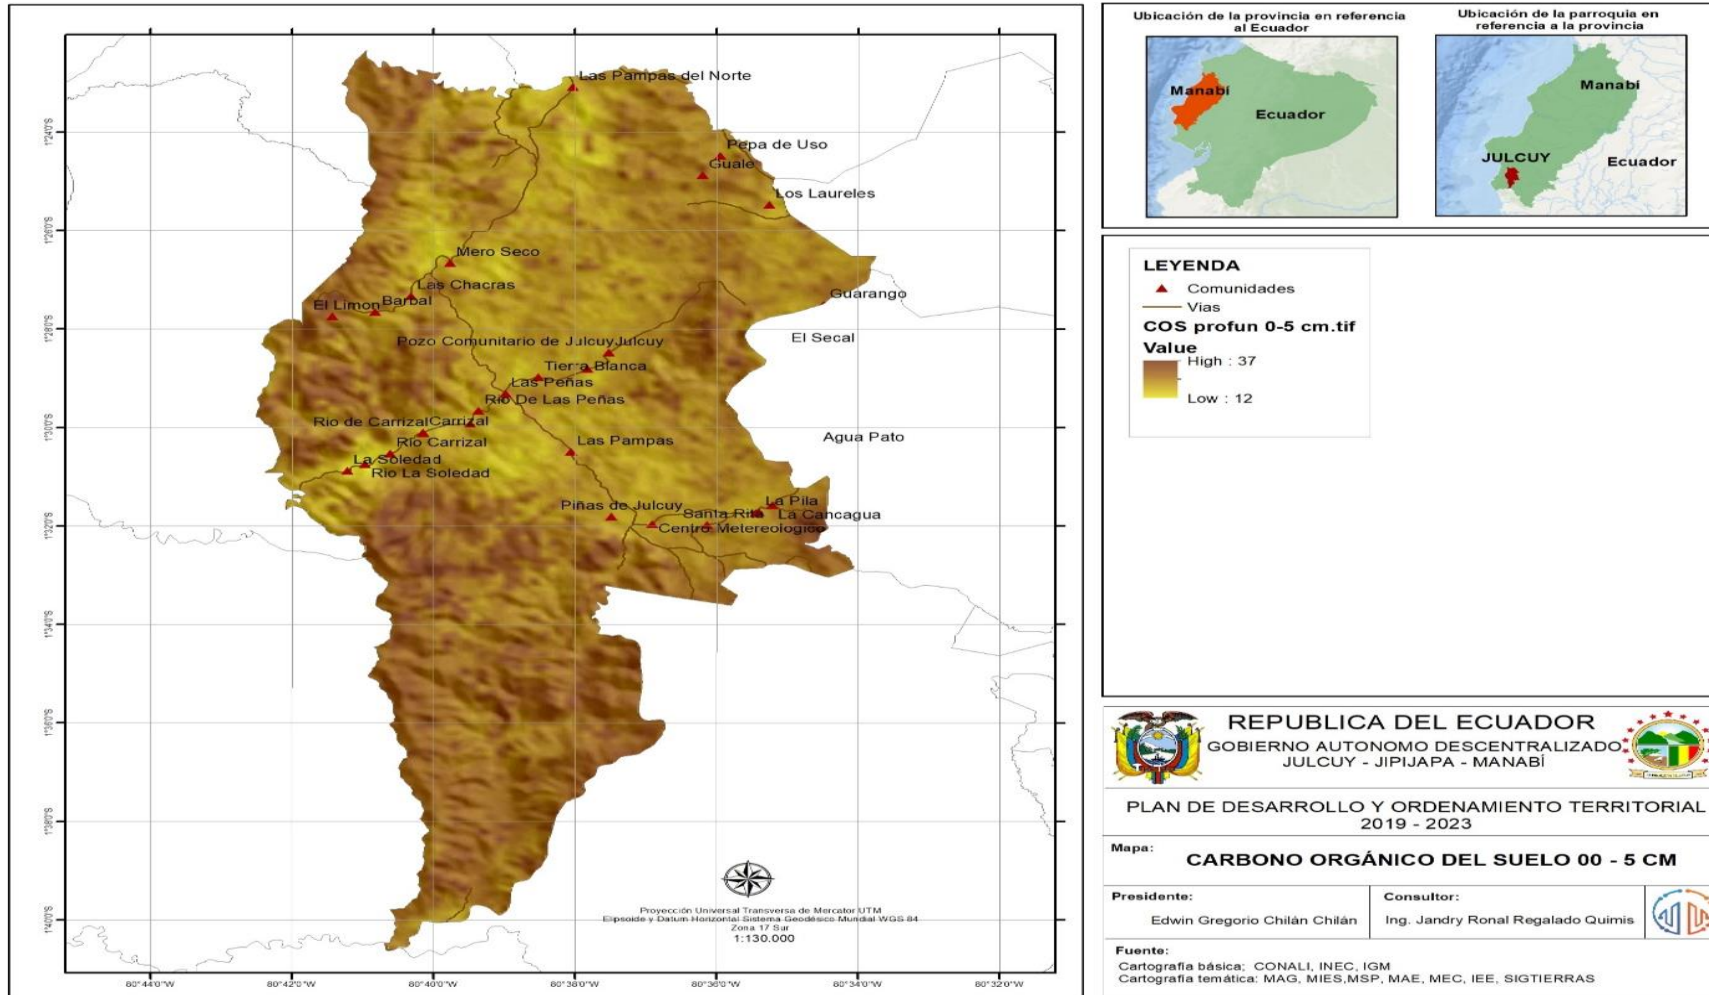 Las Pampas del Norte
Pepa de Uso
Guale
Los Laureles
Mero Seco
Las Chacras
Barbal
El Limon
Guarango
El Secal
Pozo Comunitario de Julcuy
Julcuy
Tierra Blanca
Las Peñas
Río De Las Peñas
Rio de Carrizal
Carrizal
Río Carrizal
Las Pampas
Agua Pato
La Soledad
Río La Soledad
Piñas de Julcuy
La Pila
Santa Rita
La Cancagua
Centro Metereologico
1°24'0"S
1°26'0"S
1°28'0"S
1°30'0"S
1°32'0"S
1°34'0"S
1°36'0"S
1°38'0"S
1°40'0"S
80°44'0"W
80°42'0"W
80°40'0"W
80°38'0"W
80°36'0"W
80°34'0"W
80°32'0"W
Proyección Universal Transversa de Mercator UTM
Elipsoide y Datum Horizontal Sistema Geodésico Mundial WGS 84
Zona 17 Sur
1:130.000
Ubicación de la provincia en referencia
al Ecuador
Manabí
Ecuador
Ubicación de la parroquia en
referencia a la provincia
Manabí
JULCUY
Ecuador
LEYENDA
Comunidades
Vias
COS profun 0-5 cm.tif
Value
High : 37
Low : 12
REPUBLICA DEL ECUADOR
GOBIERNO AUTONOMO DESCENTRALIZADO
JULCUY - JIPIJAPA - MANABÍ
PLAN DE DESARROLLO Y ORDENAMIENTO TERRITORIAL
2019 - 2023
Mapa:
CARBONO ORGÁNICO DEL SUELO 00 - 5 CM
Presidente:
Edwin Gregorio Chilán Chilán
Consultor:
Ing. Jandry Ronal Regalado Quimis
Fuente:
Cartografía básica; CONALI, INEC, IGM
Cartografía temática: MAG, MIES,MSP, MAE, MEC, IEE, SIGTIERRAS